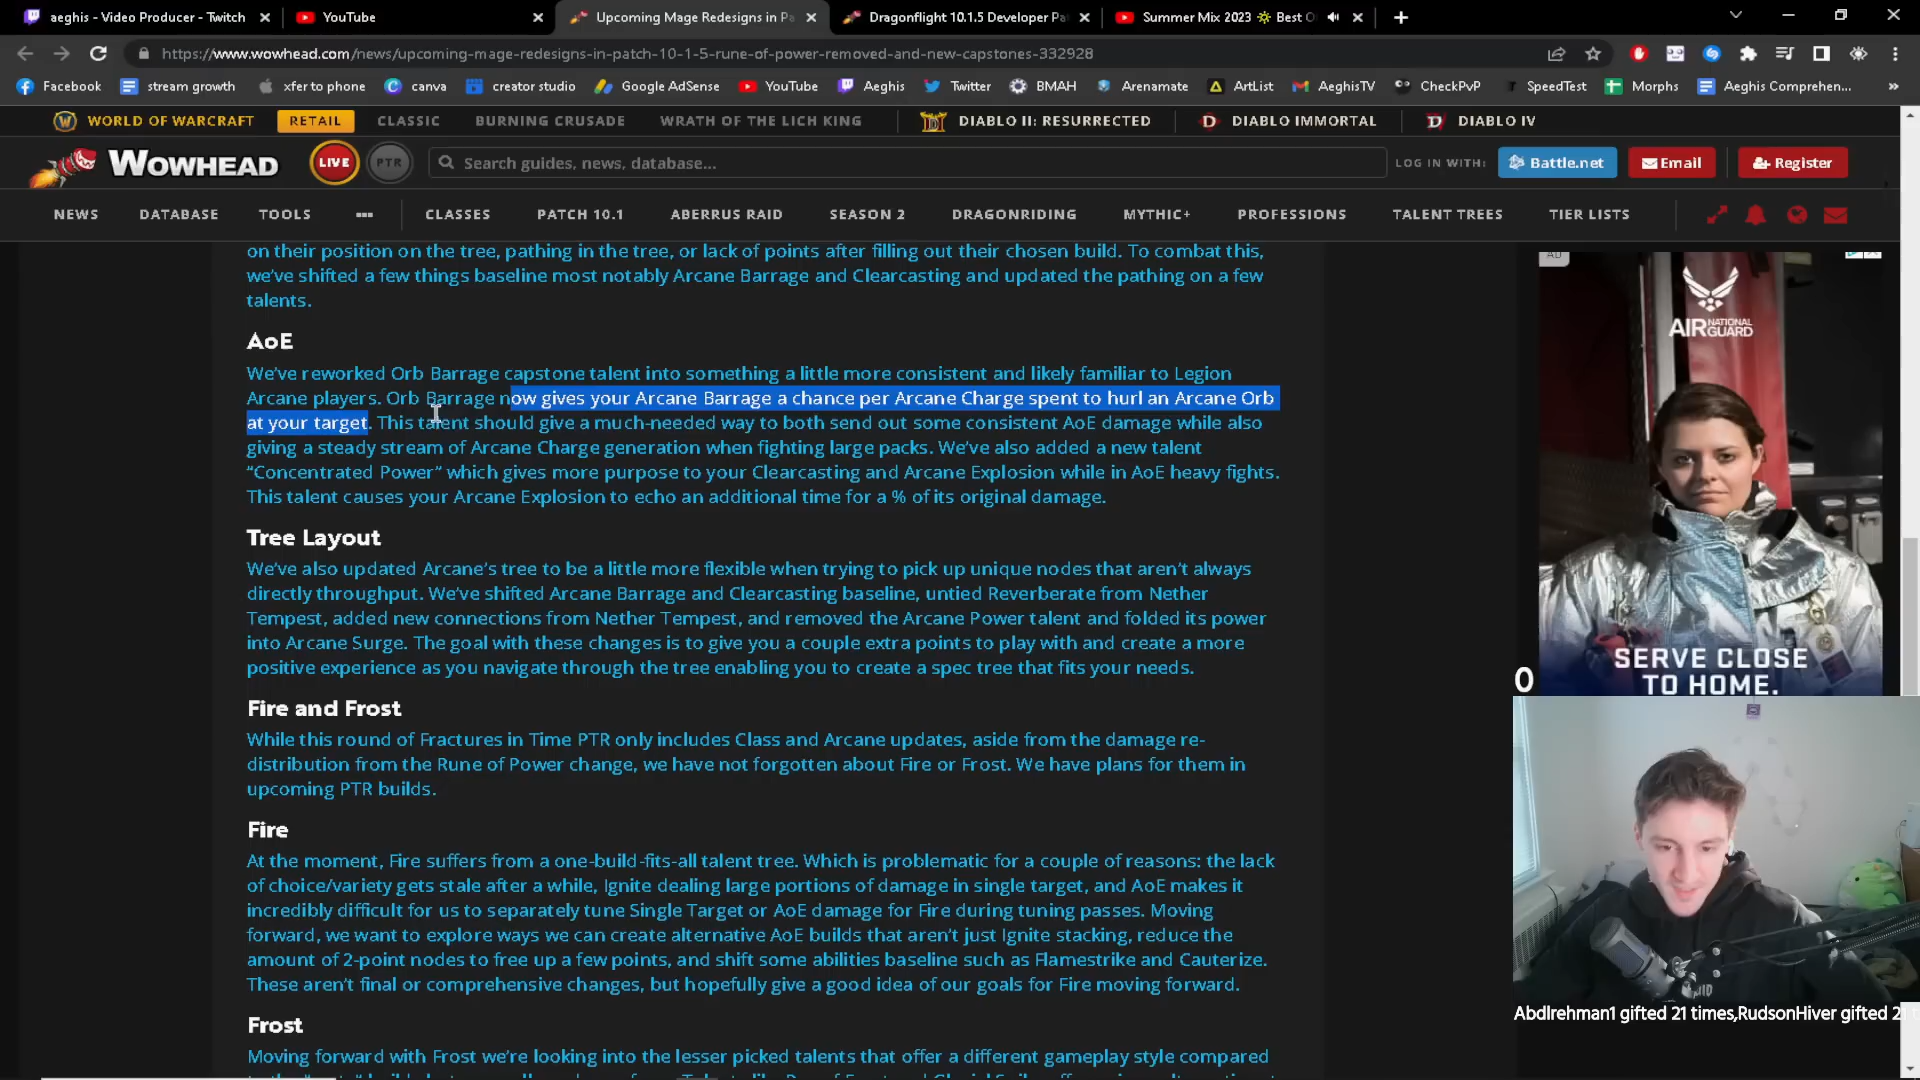 aeghis - Video Producer - Twitch
YouTube
Upcoming Mage Redesigns in Pa
Dragonflight 10.1.5 Developer Pa
Summer Mix 2023 ☀ Best O
https://www.wowhead.com/news/upcoming-mage-redesigns-in-patch-10-1-5-rune-of-power-removed-and-new-capstones-332928
Facebook stream growth xfer to phone canva creator studio Google AdSense YouTube Aeghis Twitter BMAH Arenamate ArtList AeghisTV CheckPvP SpeedTest Morphs Aeghis Comprehen... »
WORLD OF WARCRAFT RETAIL CLASSIC BURNING CRUSADE WRATH OF THE LICH KING DIABLO II: RESURRECTED DIABLO IMMORTAL DIABLO IV
WOWHEAD LIVE PTR Search guides, news, database... LOG IN WITH: Battle.net Email Register
NEWS DATABASE TOOLS ••• CLASSES PATCH 10.1 ABERRUS RAID SEASON 2 DRAGONRIDING MYTHIC+ PROFESSIONS TALENT TREES TIER LISTS
on their position on the tree, pathing in the tree, or lack of points after filling out their chosen build. To combat this,
we've shifted a few things baseline most notably Arcane Barrage and Clearcasting and updated the pathing on a few
talents.
AoE
We've reworked Orb Barrage capstone talent into something a little more consistent and likely familiar to Legion
Arcane players. Orb Barrage now gives your Arcane Barrage a chance per Arcane Charge spent to hurl an Arcane Orb
at your target. This talent should give a much-needed way to both send out some consistent AoE damage while also
giving a steady stream of Arcane Charge generation when fighting large packs. We've also added a new talent
“Concentrated Power” which gives more purpose to your Clearcasting and Arcane Explosion while in AoE heavy fights.
This talent causes your Arcane Explosion to echo an additional time for a % of its original damage.
Tree Layout
We've also updated Arcane's tree to be a little more flexible when trying to pick up unique nodes that aren't always
directly throughput. We've shifted Arcane Barrage and Clearcasting baseline, untied Reverberate from Nether
Tempest, added new connections from Nether Tempest, and removed the Arcane Power talent and folded its power
into Arcane Surge. The goal with these changes is to give you a couple extra points to play with and create a more
positive experience as you navigate through the tree enabling you to create a spec tree that fits your needs.
Fire and Frost
While this round of Fractures in Time PTR only includes Class and Arcane updates, aside from the damage re-
distribution from the Rune of Power change, we have not forgotten about Fire or Frost. We have plans for them in
upcoming PTR builds.
Fire
At the moment, Fire suffers from a one-build-fits-all talent tree. Which is problematic for a couple of reasons: the lack
of choice/variety gets stale after a while, Ignite dealing large portions of damage in single target, and AoE makes it
incredibly difficult for us to separately tune Single Target or AoE damage for Fire during tuning passes. Moving
forward, we want to explore ways we can create alternative AoE builds that aren't just Ignite stacking, reduce the
amount of 2-point nodes to free up a few points, and shift some abilities baseline such as Flamestrike and Cauterize.
These aren't final or comprehensive changes, but hopefully give a good idea of our goals for Fire moving forward.
Frost
Moving forward with Frost we're looking into the lesser picked talents that offer a different gameplay style compared
AD
AIR NATIONAL
GUARD
SERVE CLOSE
TO HOME.
0
Abdlrehman1 gifted 21 times,RudsonHiver gifted 21